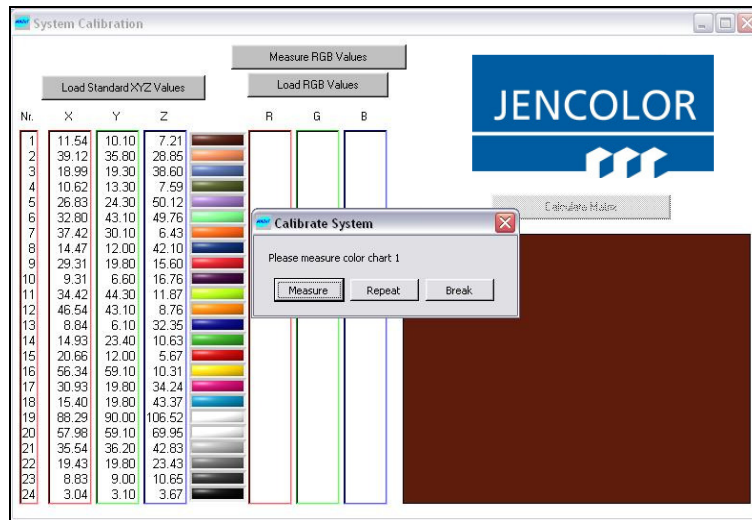 System Calibration
Measure RGB Values
Load Standard XYZ Values
Load RGB Values
JENCOLOR
Nr. X Y Z R G B
1 11.54 10.10 7.21
2 39.12 35.80 28.85
3 18.99 19.30 38.60
4 10.62 13.30 7.59
5 26.83 24.30 50.12
6 32.80 43.10 49.76
7 37.42 30.10 6.43
8 14.47 12.00 42.10
9 29.31 19.80 15.60
10 9.31 6.60 16.76
11 34.42 44.30 11.87
12 46.54 43.10 8.76
13 8.84 6.10 32.35
14 14.93 23.40 10.63
15 20.66 12.00 5.67
16 56.34 59.10 10.31
17 30.93 19.80 34.24
18 15.40 19.80 43.37
19 88.29 90.00 106.52
20 57.98 59.10 69.95
21 35.54 36.20 42.83
22 19.43 19.80 23.43
23 8.83 9.00 10.65
24 3.04 3.10 3.67
Calculate Matrix
Calibrate System
Please measure color chart 1
Measure Repeat Break